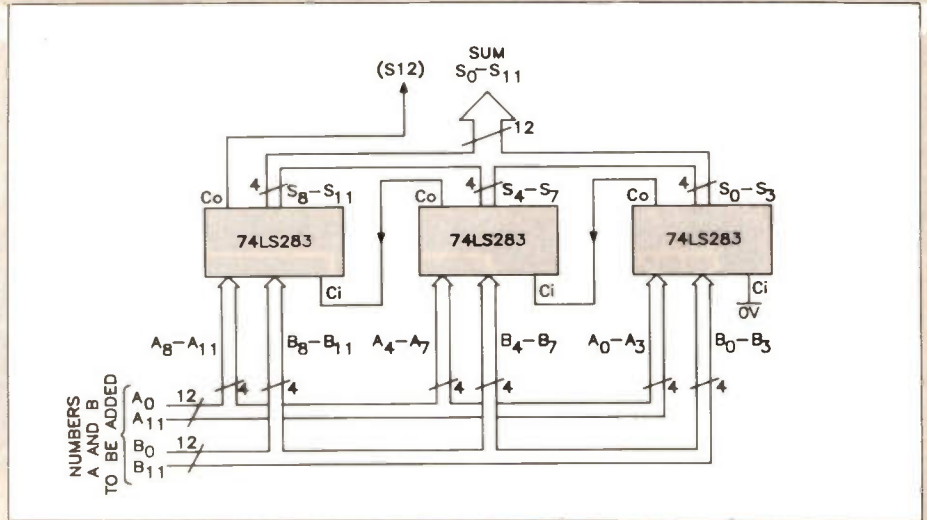 SUM
(S12) S0–S11
12
4 S8–S11 4 S4–S7 4 S0–S3
Co Co Co
74LS283 74LS283 74LS283
Ci Ci Ci
0V
A8–A11 B8–B11 A4–A7 B4–B7 A0–A3 B0–B3
4 4 4 4 4 4
NUMBERS
A AND B
TO BE ADDED
A0 12
A11
B0 12
B11